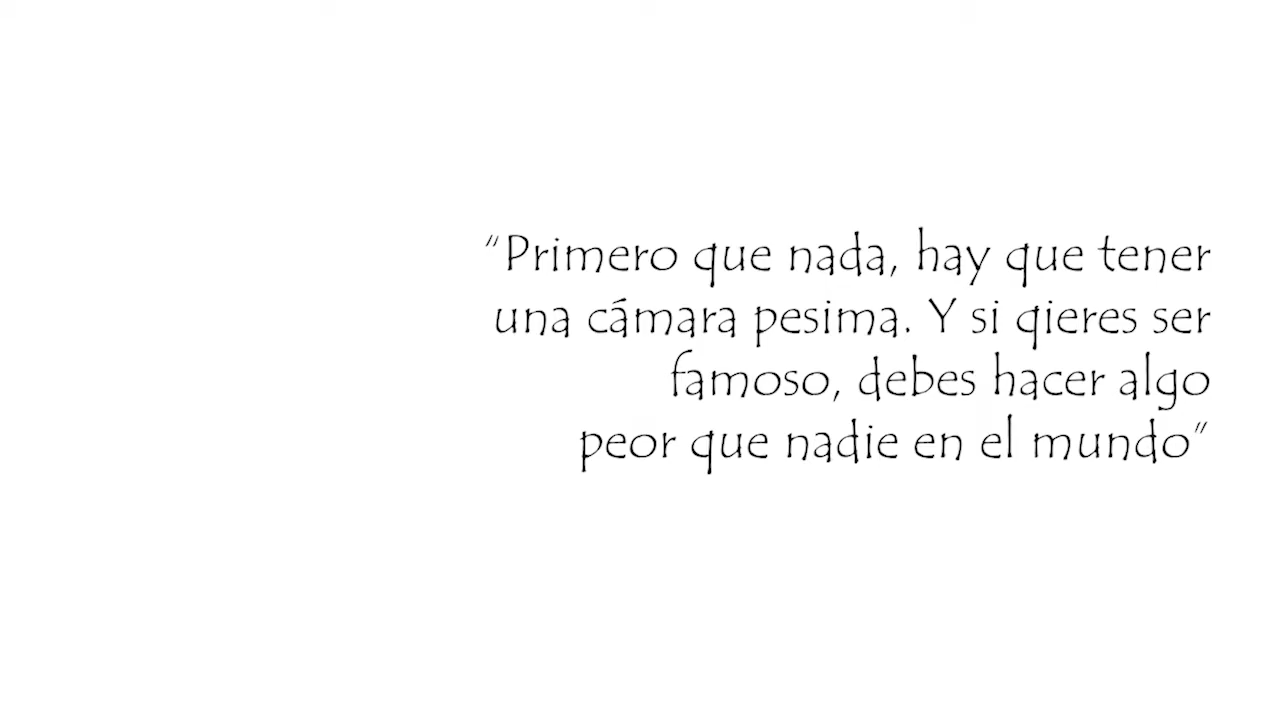 “Primero que nada, hay que tener
una cámara pesima. Y si qieres ser
famoso, debes hacer algo
peor que nadie en el mundo”